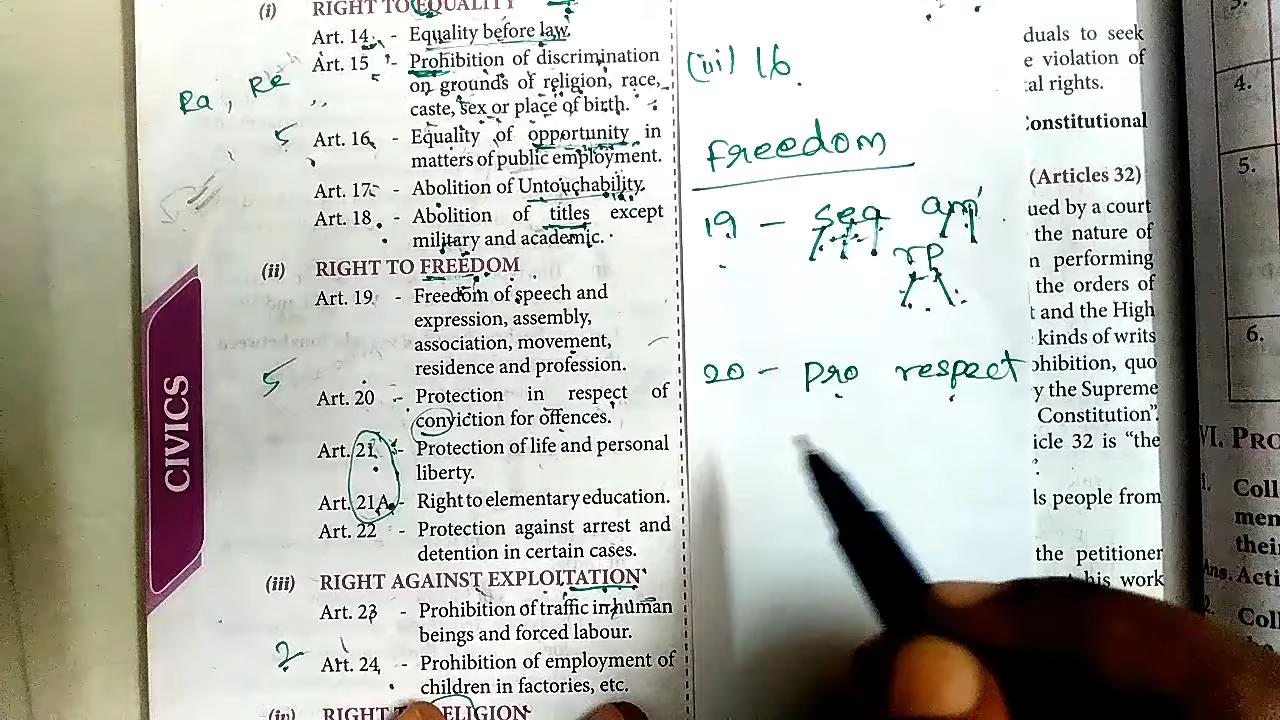 (i) RIGHT TO EQUALITY
Art. 14 - Equality before law.
Art. 15 - Prohibition of discrimination
on grounds of religion, race,
caste, sex or place of birth.
Art. 16 - Equality of opportunity in
matters of public employment.
Art. 17 - Abolition of Untouchability.
Art. 18 - Abolition of titles except
military and academic.
(ii) RIGHT TO FREEDOM
Art. 19 - Freedom of speech and
expression, assembly,
association, movement,
residence and profession.
Art. 20 - Protection in respect of
conviction for offences.
Art. 21 - Protection of life and personal
liberty.
Art. 21A - Right to elementary education.
Art. 22 - Protection against arrest and
detention in certain cases.
(iii) RIGHT AGAINST EXPLOITATION
Art. 23 - Prohibition of traffic in human
beings and forced labour.
Art. 24 - Prohibition of employment of
children in factories, etc.
(iv) RIGHT RELIGION
Ra, Re
5
5
2
CIVICS
(iii) 16.
Freedom
19 - sea am
rp
20 - Pro respect
duals to seek
e violation of
al rights.
Constitutional
(Articles 32)
ued by a court
the nature of
n performing
the orders of
t and the High
kinds of writs
ohibition, quo
y the Supreme
Constitution".
icle 32 is "the
ls people from
the petitioner
his work
4.
5.
6.
VI. PRO
1. Coll
men
thei
Ans. Acti
2. Coll